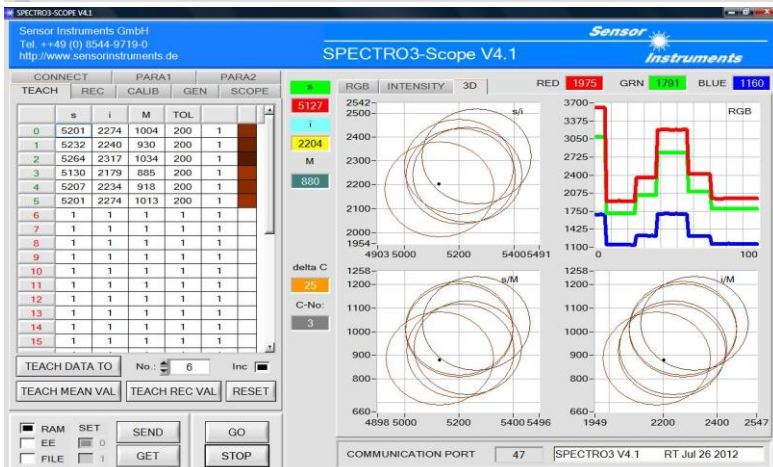 SPECTRO3-SCOPE V4.1
Sensor Instruments GmbH
Tel. ++49 (0) 8544-9719-0
http://www.sensorinstruments.de
SPECTRO3-Scope V4.1
Sensor
Instruments
CONNECT PARA1 PARA2
TEACH REC CALIB GEN SCOPE
s i M TOL
0 5201 2274 1004 200 1
1 5232 2240 930 200 1
2 5264 2317 1034 200 1
3 5130 2179 885 200 1
4 5207 2234 918 200 1
5 5201 2274 1013 200 1
6 1 1 1 1 1
7 1 1 1 1 1
8 1 1 1 1 1
9 1 1 1 1 1
10 1 1 1 1 1
11 1 1 1 1 1
12 1 1 1 1 1
13 1 1 1 1 1
14 1 1 1 1 1
15 1 1 1 1 1
TEACH DATA TO No.: 6 Inc
TEACH MEAN VAL TEACH REC VAL RESET
RAM SET SEND GO
EE 0
FILE 1 GET STOP
s
5127
i
2204
M
880
delta C
25
C-No:
3
RGB INTENSITY 3D RED 1975 GRN 1791 BLUE 1160
s/i
2542
2500
2400
2300
2200
2100
2000
1954
4903 5000 5200 5400 5491
RGB
3700
3375
3050
2725
2400
2075
1750
1425
1100
0 100
s/M
1258
1200
1100
1000
900
800
660
4898 5000 5200 5400 5496
i/M
1258
1200
1100
1000
900
800
660
1949 2200 2400 2547
COMMUNICATION PORT 47 SPECTRO3 V4.1 RT Jul 26 2012